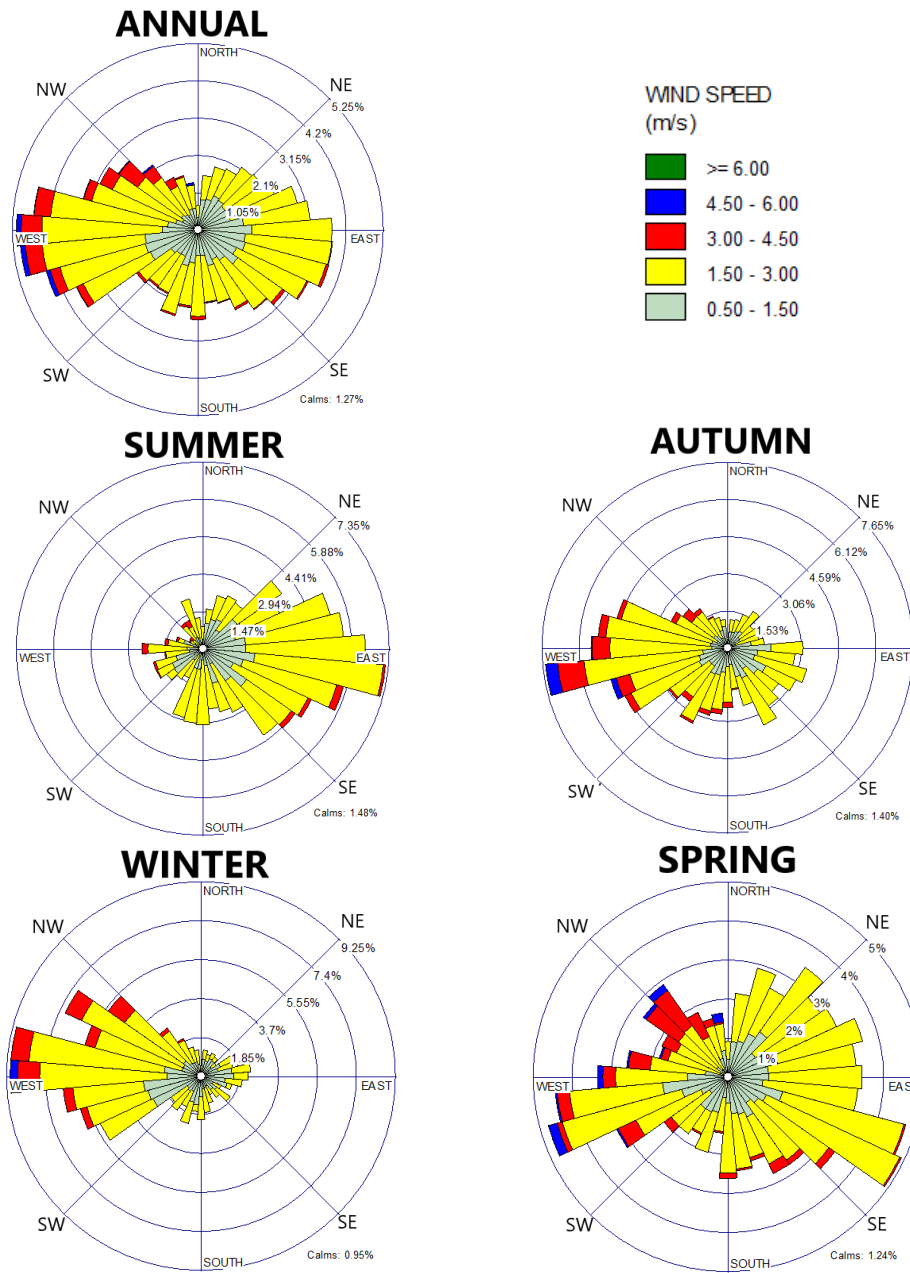 ANNUAL
NORTH
NW
NE
5.25%
4.2%
3.15%
2.1%
1.05%
WEST
EAST
SW
SE
SOUTH
Calms: 1.27%
WIND SPEED
(m/s)
>= 6.00
4.50 - 6.00
3.00 - 4.50
1.50 - 3.00
0.50 - 1.50
SUMMER
NORTH
NW
NE
7.35%
5.88%
4.41%
2.94%
1.47%
WEST
EAST
SW
SE
SOUTH
Calms: 1.48%
AUTUMN
NORTH
NW
NE
7.65%
6.12%
4.59%
3.06%
1.53%
WEST
EAST
SW
SE
SOUTH
Calms: 1.40%
WINTER
NORTH
NW
NE
9.25%
7.4%
5.55%
3.7%
1.85%
WEST
EAST
SW
SE
SOUTH
Calms: 0.95%
SPRING
NORTH
NW
NE
5%
4%
3%
2%
1%
WEST
EAS
SW
SE
SOUTH
Calms: 1.24%